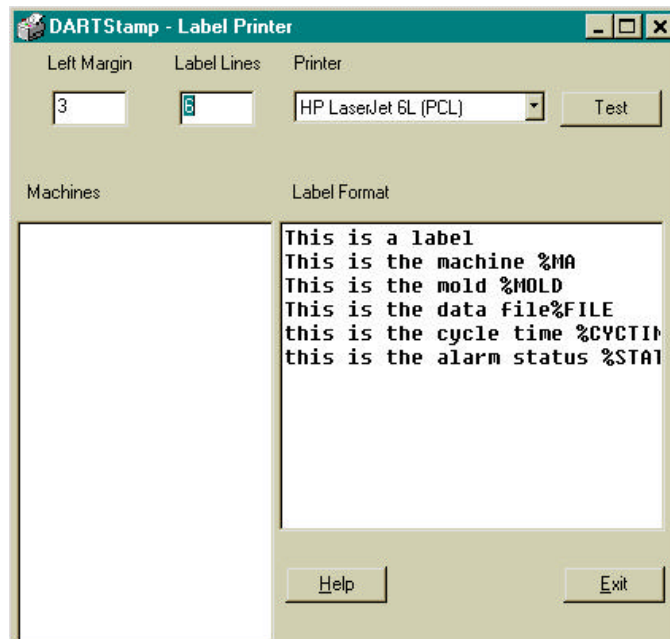 DARTStamp - Label Printer
Left Margin Label Lines Printer
3 6 HP LaserJet 6L (PCL) Test
Machines Label Format
This is a label
This is the machine %MA
This is the mold %MOLD
This is the data file%FILE
this is the cycle time %CYCTIM
this is the alarm status %STAT
Help Exit